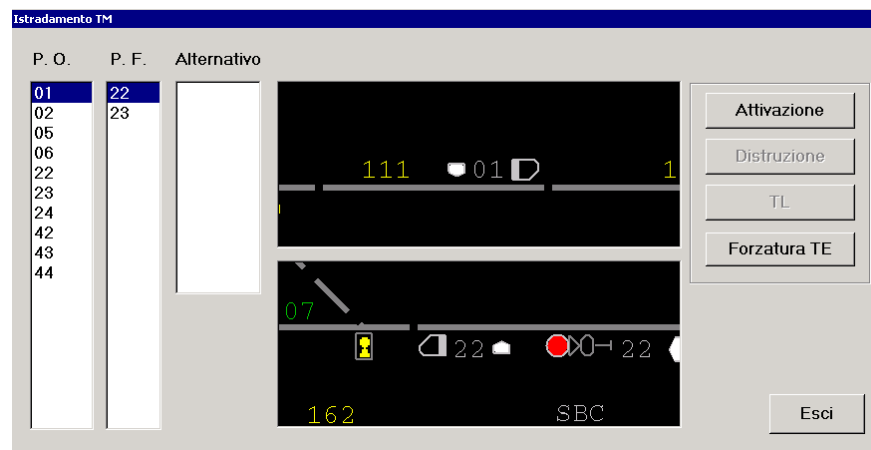 Istradamento TM
P. O. P. F. Alternativo
01
02
05
06
22
23
24
42
43
44
22
23
111 01 1
07
22 22
162 SBC
Attivazione
Distruzione
TL
Forzatura TE
Esci